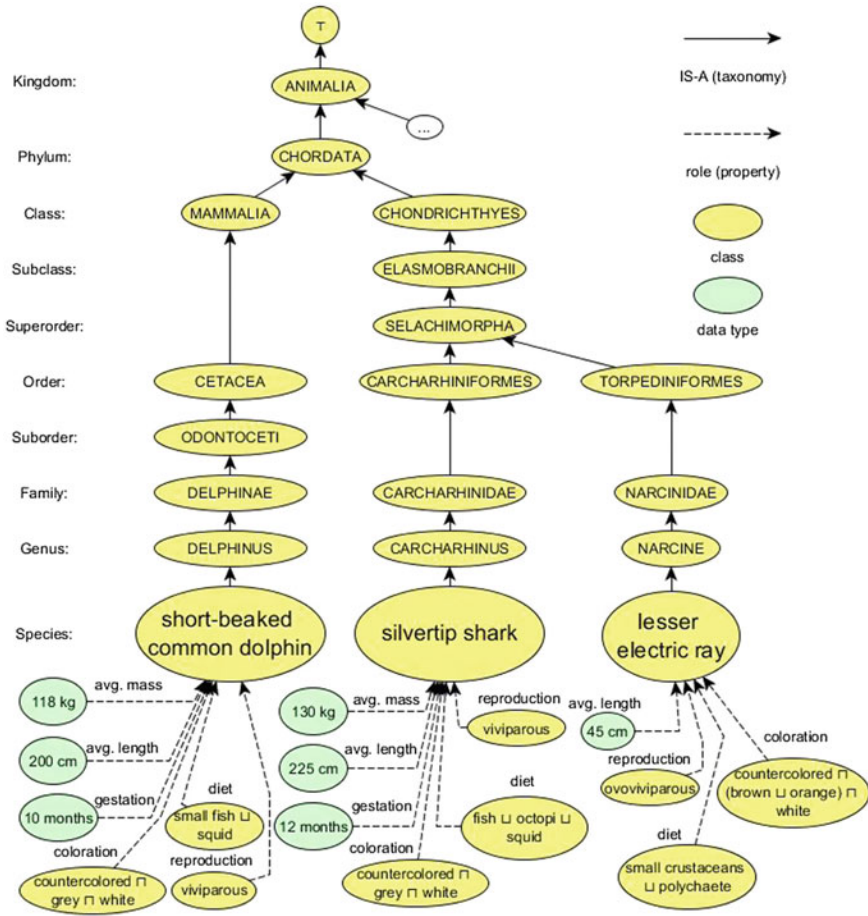 ⊤
Kingdom:
ANIMALIA
...
Phylum:
CHORDATA
Class:
MAMMALIA
CHONDRICHTHYES
Subclass:
ELASMOBRANCHII
Superorder:
SELACHIMORPHA
Order:
CETACEA
CARCHARHINIFORMES
TORPEDINIFORMES
Suborder:
ODONTOCETI
Family:
DELPHINAE
CARCHARHINIDAE
NARCINIDAE
Genus:
DELPHINUS
CARCHARHINUS
NARCINE
Species:
short-beaked
common dolphin
silvertip shark
lesser
electric ray
IS-A (taxonomy)
role (property)
class
data type
avg. mass
118 kg
avg. length
200 cm
gestation
10 months
coloration
countercolored ⊓
grey ⊓ white
diet
small fish ⊔
squid
reproduction
viviparous
avg. mass
130 kg
avg. length
225 cm
gestation
12 months
coloration
countercolored ⊓
grey ⊓ white
reproduction
viviparous
diet
fish ⊔ octopi ⊔
squid
avg. length
45 cm
reproduction
ovoviviparous
diet
small crustaceans
⊔ polychaete
coloration
countercolored ⊓
(brown ⊔ orange) ⊓
white